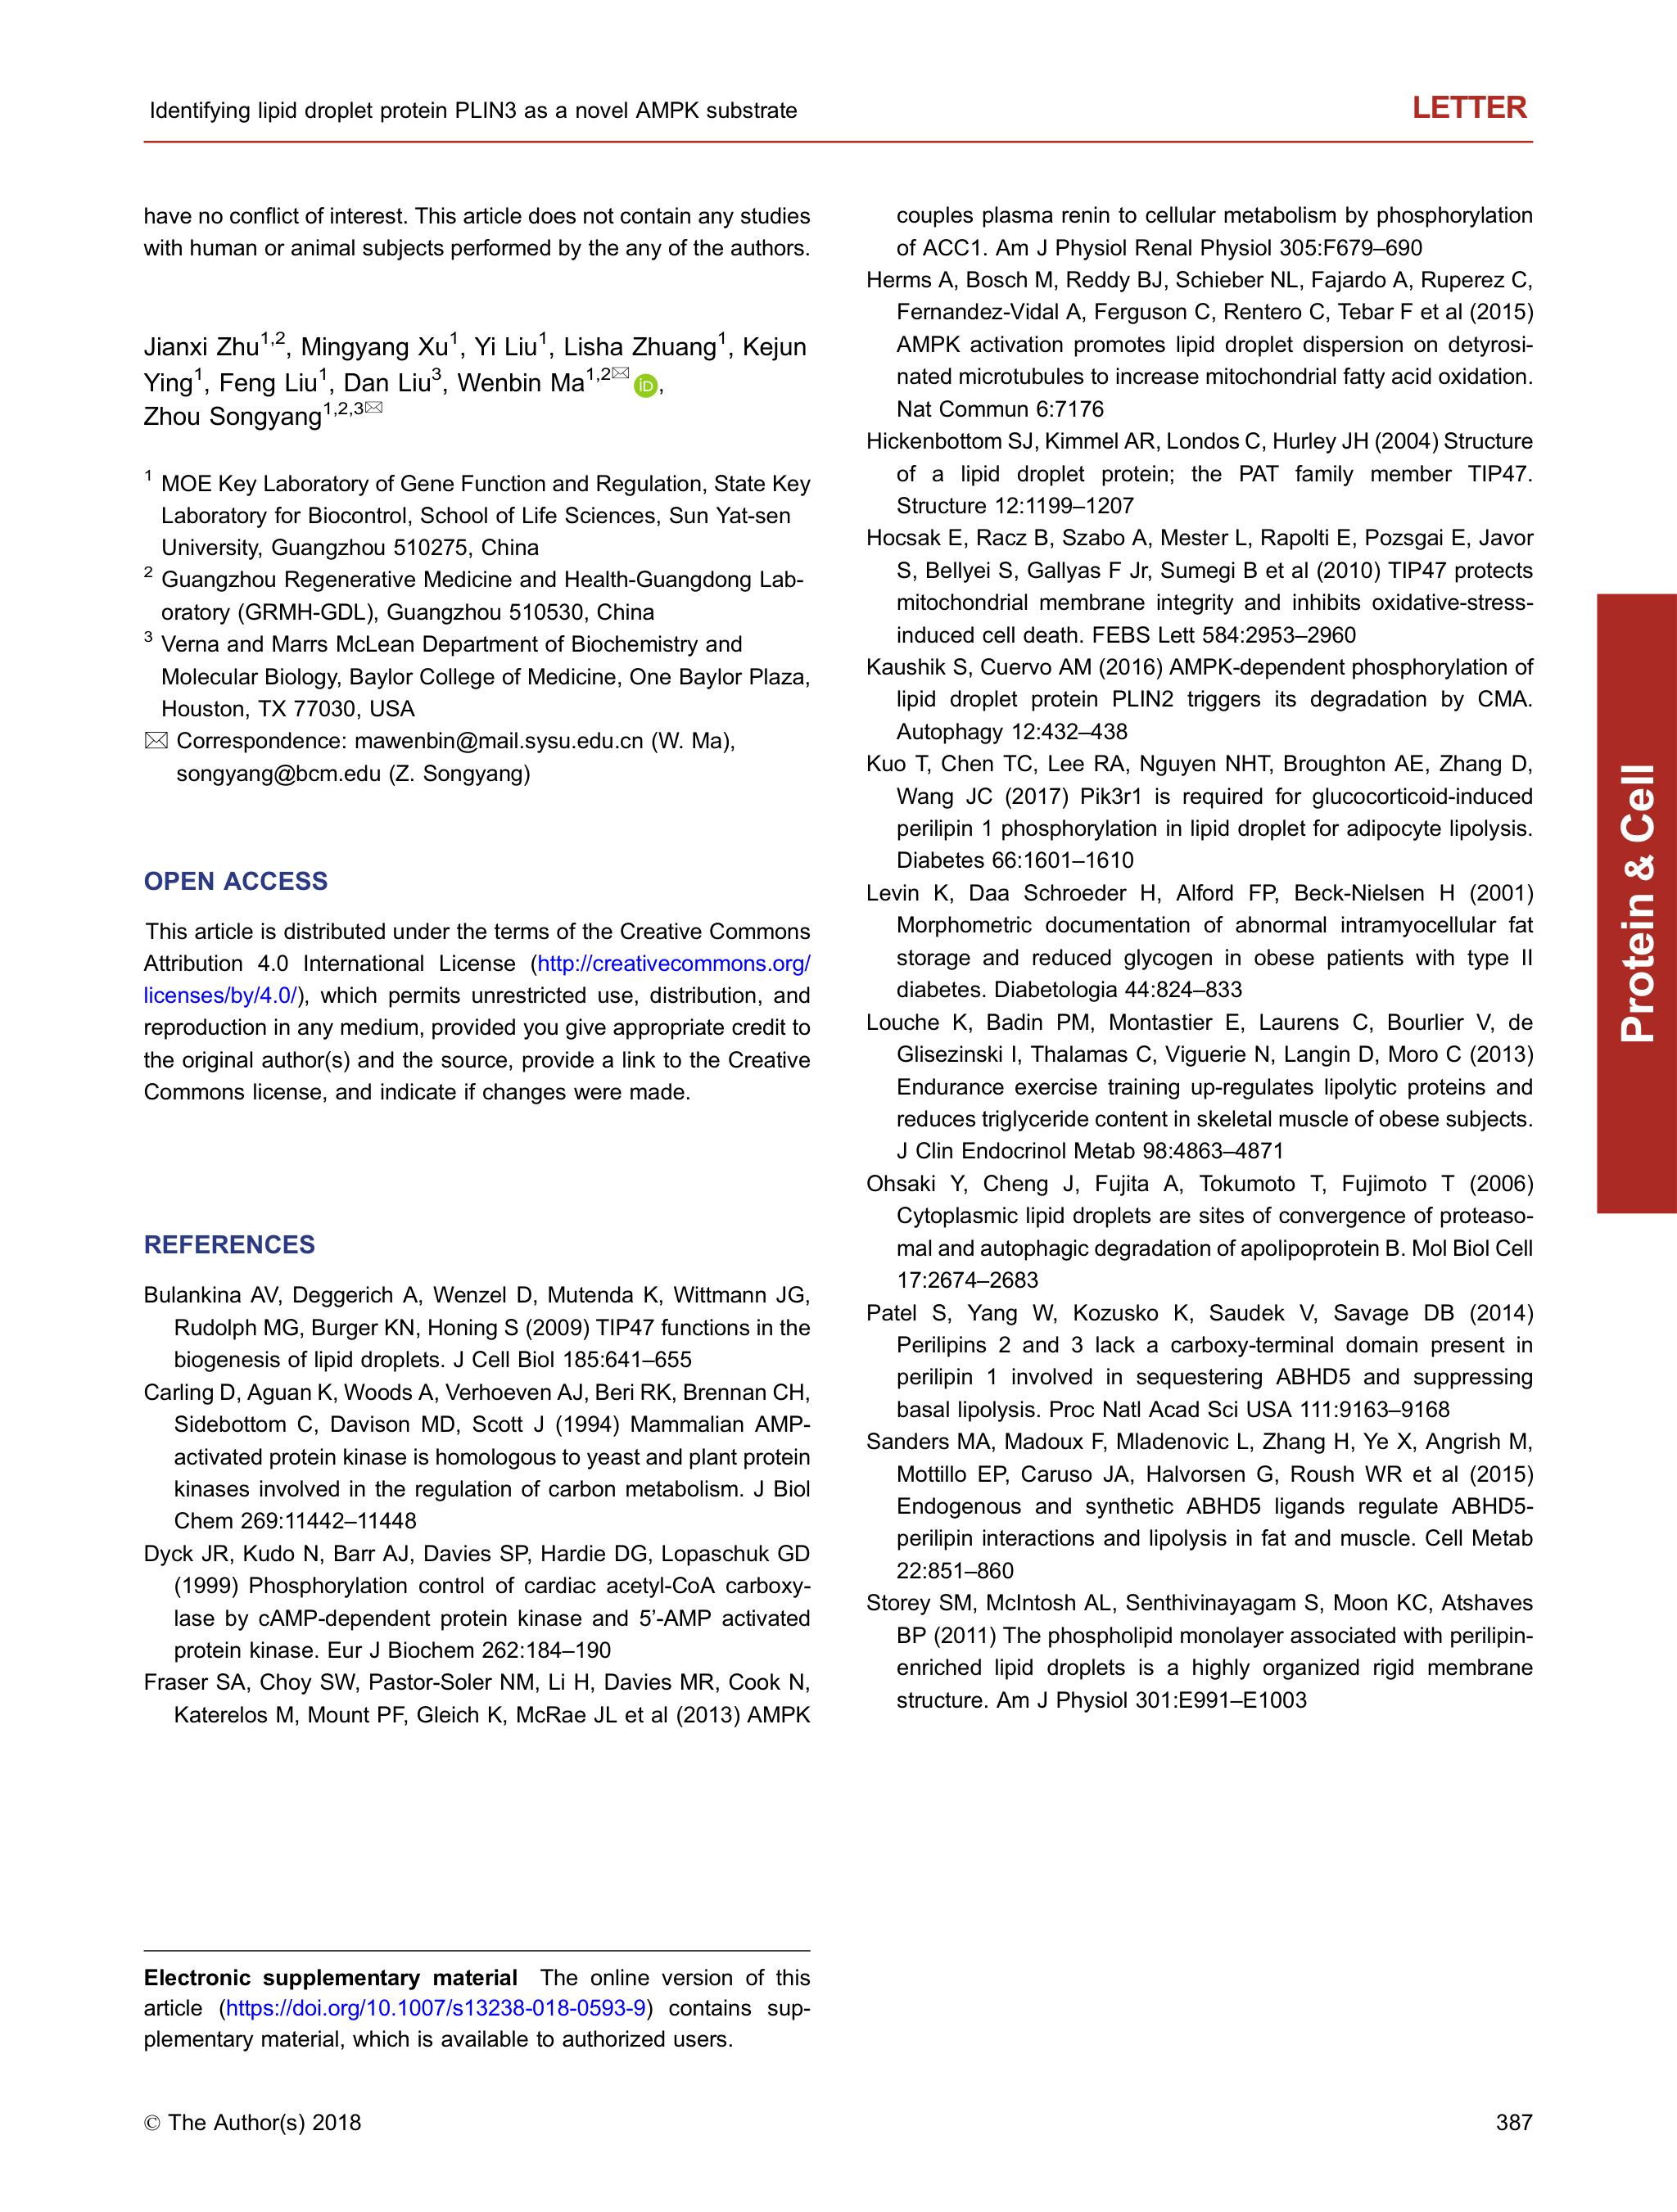 Identifying lipid droplet protein PLIN3 as a novel AMPK substrate
LETTER
have no conflict of interest. This article does not contain any studies
with human or animal subjects performed by the any of the authors.
Jianxi Zhu1,2, Mingyang Xu1, Yi Liu1, Lisha Zhuang1, Kejun
Ying1, Feng Liu1, Dan Liu3, Wenbin Ma1,2✉ iD,
Zhou Songyang1,2,3✉
1 MOE Key Laboratory of Gene Function and Regulation, State Key
Laboratory for Biocontrol, School of Life Sciences, Sun Yat-sen
University, Guangzhou 510275, China
2 Guangzhou Regenerative Medicine and Health-Guangdong Lab-
oratory (GRMH-GDL), Guangzhou 510530, China
3 Verna and Marrs McLean Department of Biochemistry and
Molecular Biology, Baylor College of Medicine, One Baylor Plaza,
Houston, TX 77030, USA
✉ Correspondence: mawenbin@mail.sysu.edu.cn (W. Ma),
songyang@bcm.edu (Z. Songyang)
OPEN ACCESS
This article is distributed under the terms of the Creative Commons
Attribution 4.0 International License (http://creativecommons.org/
licenses/by/4.0/), which permits unrestricted use, distribution, and
reproduction in any medium, provided you give appropriate credit to
the original author(s) and the source, provide a link to the Creative
Commons license, and indicate if changes were made.
REFERENCES
Bulankina AV, Deggerich A, Wenzel D, Mutenda K, Wittmann JG,
Rudolph MG, Burger KN, Honing S (2009) TIP47 functions in the
biogenesis of lipid droplets. J Cell Biol 185:641–655
Carling D, Aguan K, Woods A, Verhoeven AJ, Beri RK, Brennan CH,
Sidebottom C, Davison MD, Scott J (1994) Mammalian AMP-
activated protein kinase is homologous to yeast and plant protein
kinases involved in the regulation of carbon metabolism. J Biol
Chem 269:11442–11448
Dyck JR, Kudo N, Barr AJ, Davies SP, Hardie DG, Lopaschuk GD
(1999) Phosphorylation control of cardiac acetyl-CoA carboxy-
lase by cAMP-dependent protein kinase and 5’-AMP activated
protein kinase. Eur J Biochem 262:184–190
Fraser SA, Choy SW, Pastor-Soler NM, Li H, Davies MR, Cook N,
Katerelos M, Mount PF, Gleich K, McRae JL et al (2013) AMPK
couples plasma renin to cellular metabolism by phosphorylation
of ACC1. Am J Physiol Renal Physiol 305:F679–690
Herms A, Bosch M, Reddy BJ, Schieber NL, Fajardo A, Ruperez C,
Fernandez-Vidal A, Ferguson C, Rentero C, Tebar F et al (2015)
AMPK activation promotes lipid droplet dispersion on detyrosi-
nated microtubules to increase mitochondrial fatty acid oxidation.
Nat Commun 6:7176
Hickenbottom SJ, Kimmel AR, Londos C, Hurley JH (2004) Structure
of a lipid droplet protein; the PAT family member TIP47.
Structure 12:1199–1207
Hocsak E, Racz B, Szabo A, Mester L, Rapolti E, Pozsgai E, Javor
S, Bellyei S, Gallyas F Jr, Sumegi B et al (2010) TIP47 protects
mitochondrial membrane integrity and inhibits oxidative-stress-
induced cell death. FEBS Lett 584:2953–2960
Kaushik S, Cuervo AM (2016) AMPK-dependent phosphorylation of
lipid droplet protein PLIN2 triggers its degradation by CMA.
Autophagy 12:432–438
Kuo T, Chen TC, Lee RA, Nguyen NHT, Broughton AE, Zhang D,
Wang JC (2017) Pik3r1 is required for glucocorticoid-induced
perilipin 1 phosphorylation in lipid droplet for adipocyte lipolysis.
Diabetes 66:1601–1610
Levin K, Daa Schroeder H, Alford FP, Beck-Nielsen H (2001)
Morphometric documentation of abnormal intramyocellular fat
storage and reduced glycogen in obese patients with type II
diabetes. Diabetologia 44:824–833
Louche K, Badin PM, Montastier E, Laurens C, Bourlier V, de
Glisezinski I, Thalamas C, Viguerie N, Langin D, Moro C (2013)
Endurance exercise training up-regulates lipolytic proteins and
reduces triglyceride content in skeletal muscle of obese subjects.
J Clin Endocrinol Metab 98:4863–4871
Ohsaki Y, Cheng J, Fujita A, Tokumoto T, Fujimoto T (2006)
Cytoplasmic lipid droplets are sites of convergence of proteaso-
mal and autophagic degradation of apolipoprotein B. Mol Biol Cell
17:2674–2683
Patel S, Yang W, Kozusko K, Saudek V, Savage DB (2014)
Perilipins 2 and 3 lack a carboxy-terminal domain present in
perilipin 1 involved in sequestering ABHD5 and suppressing
basal lipolysis. Proc Natl Acad Sci USA 111:9163–9168
Sanders MA, Madoux F, Mladenovic L, Zhang H, Ye X, Angrish M,
Mottillo EP, Caruso JA, Halvorsen G, Roush WR et al (2015)
Endogenous and synthetic ABHD5 ligands regulate ABHD5-
perilipin interactions and lipolysis in fat and muscle. Cell Metab
22:851–860
Storey SM, McIntosh AL, Senthivinayagam S, Moon KC, Atshaves
BP (2011) The phospholipid monolayer associated with perilipin-
enriched lipid droplets is a highly organized rigid membrane
structure. Am J Physiol 301:E991–E1003
Protein & Cell
Electronic supplementary material The online version of this
article (https://doi.org/10.1007/s13238-018-0593-9) contains sup-
plementary material, which is available to authorized users.
© The Author(s) 2018
387